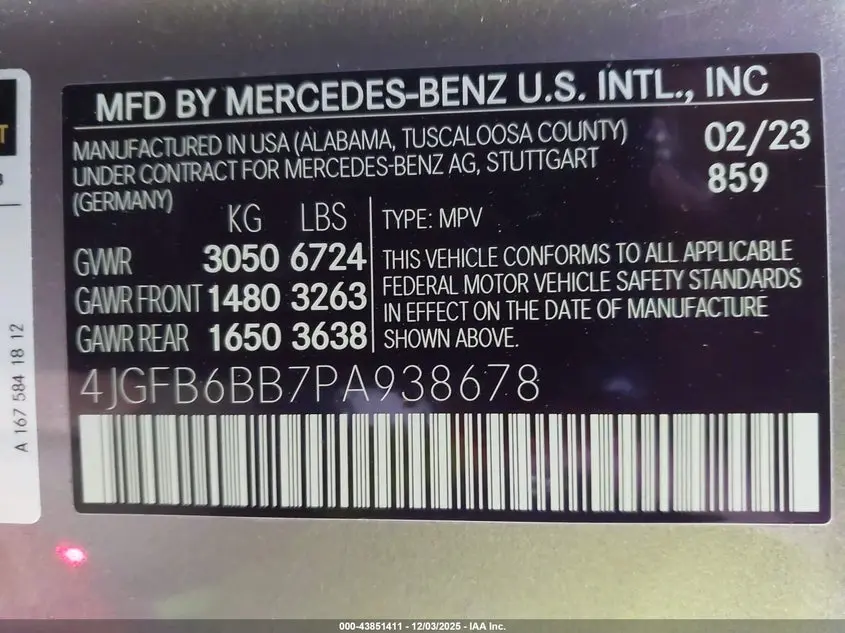 MFD BY MERCEDES-BENZ U.S. INTL., INC
MANUFACTURED IN USA (ALABAMA, TUSCALOOSA COUNTY)
UNDER CONTRACT FOR MERCEDES-BENZ AG, STUTTGART
(GERMANY)
02/23
859
KG LBS
GVWR 3050 6724
GAWR FRONT 1480 3263
GAWR REAR 1650 3638
TYPE: MPV
THIS VEHICLE CONFORMS TO ALL APPLICABLE
FEDERAL MOTOR VEHICLE SAFETY STANDARDS
IN EFFECT ON THE DATE OF MANUFACTURE
SHOWN ABOVE.
4JGFB6BB7PA938678
A 167 584 18 12
000-43851411 - 12/03/2025 - IAA Inc.